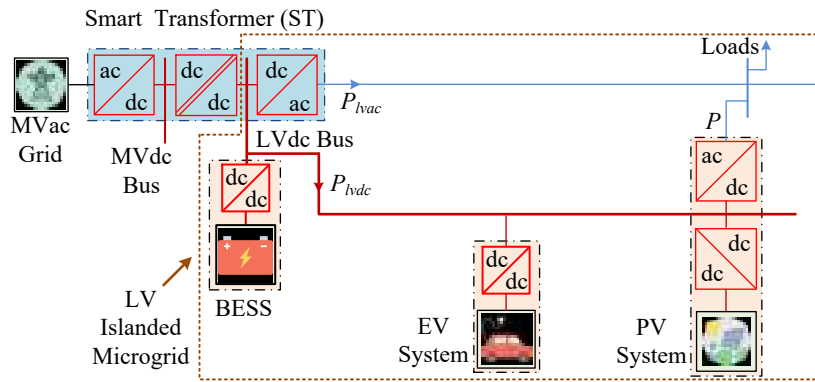 Smart Transformer (ST)
ac
dc
dc
dc
dc
ac
Loads
MVac
Grid
P_lvac
P
MVdc
Bus
LVdc Bus
dc
dc
P_lvdc
ac
dc
+ -
BESS
LV
Islanded
Microgrid
dc
dc
dc
dc
EV
System
PV
System